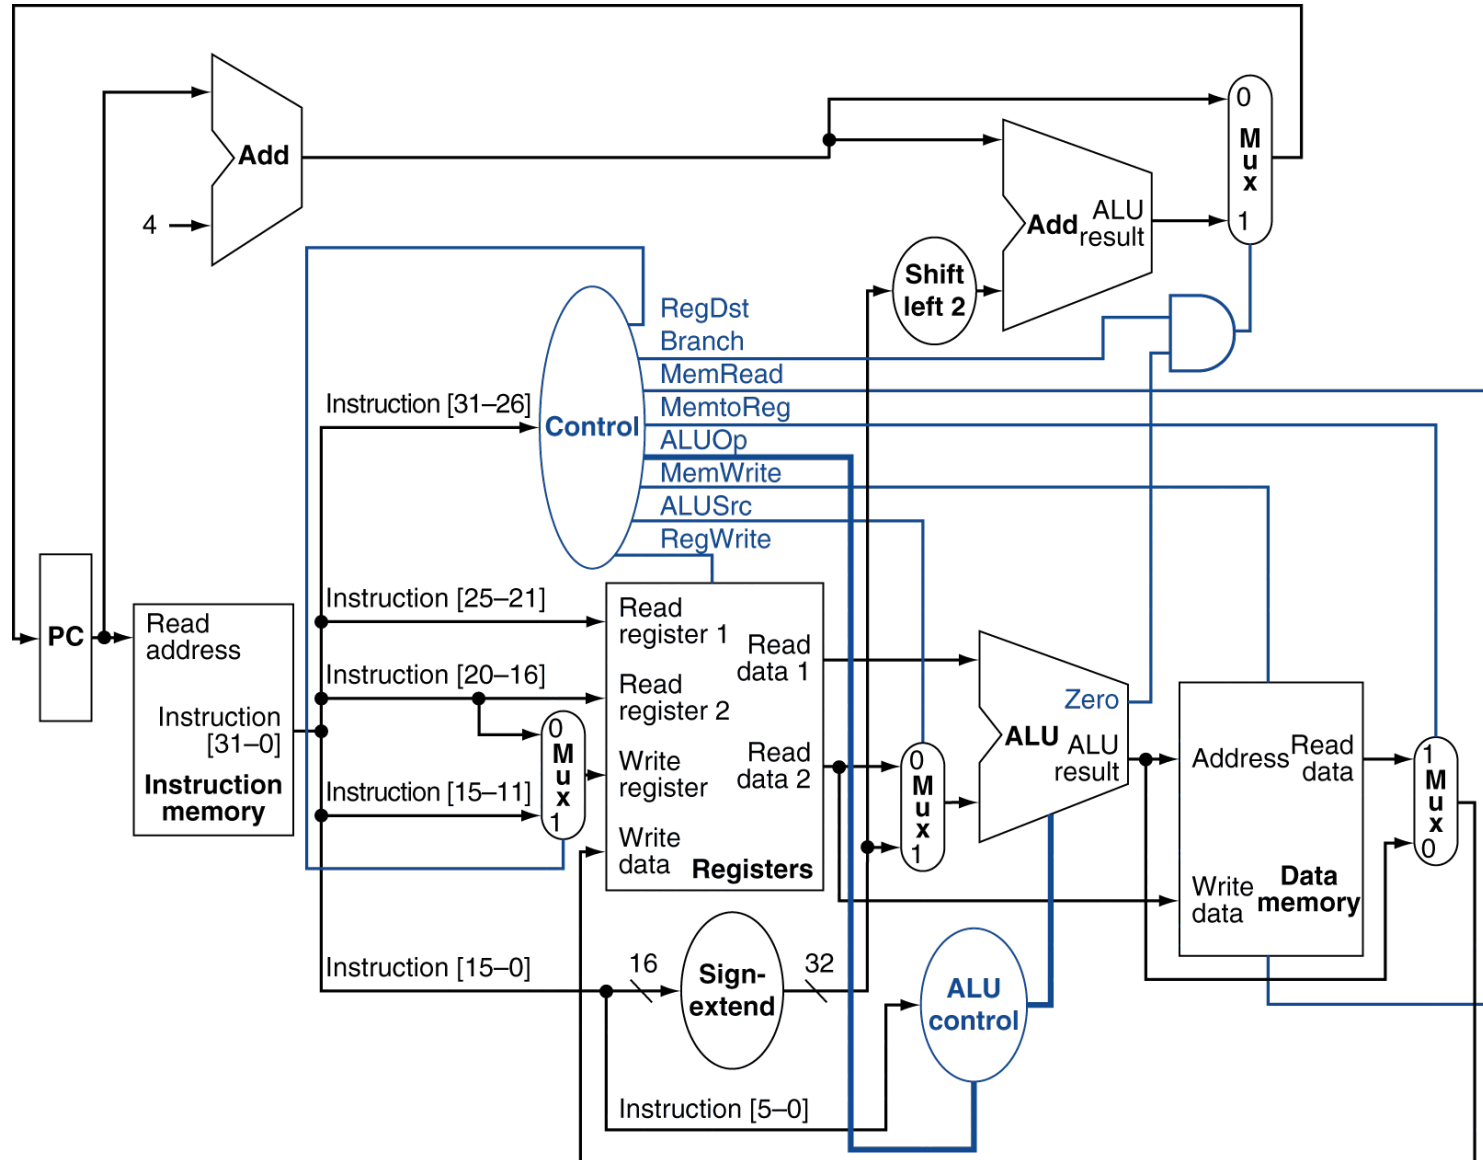 0
M
u
x
1
Add
4
Add
ALU
result
Shift
left 2
RegDst
Branch
MemRead
MemtoReg
ALUOp
MemWrite
ALUSrc
RegWrite
Control
Instruction [31–26]
Instruction [25–21]
Instruction [20–16]
Instruction [15–11]
Instruction [15–0]
PC
Read
address
Instruction
[31–0]
Instruction
memory
0
M
u
x
1
Read
register 1
Read
register 2
Write
register
Write
data
Read
data 1
Read
data 2
Registers
0
M
u
x
1
Zero
ALU
ALU
result
Address
Read
data
Write
data
Data
memory
1
M
u
x
0
16
Sign-
extend
32
ALU
control
Instruction [5–0]